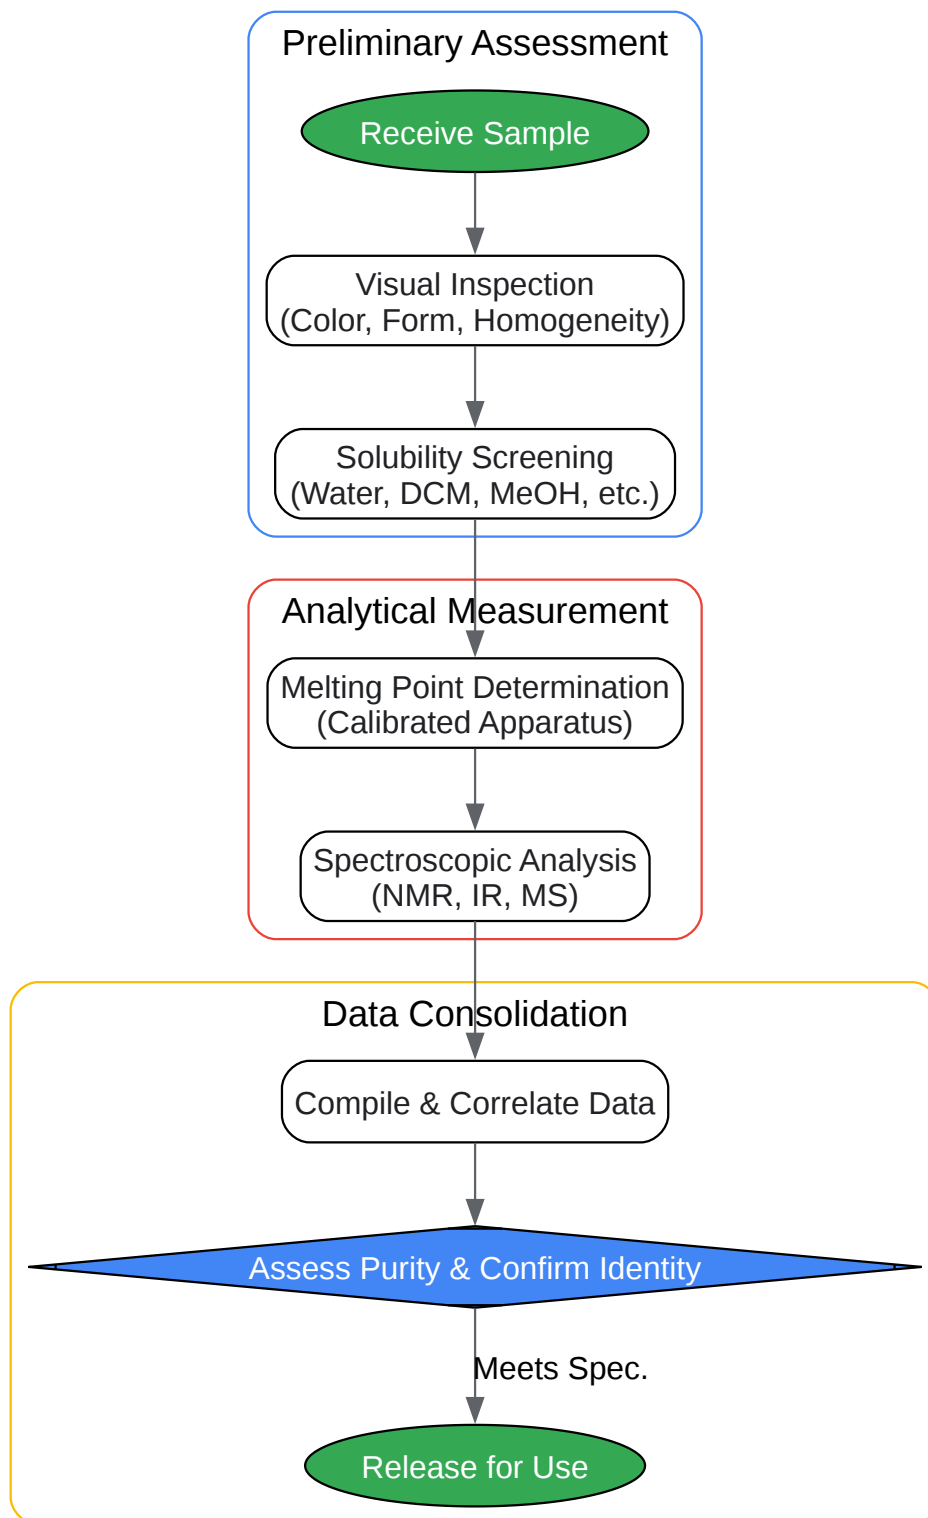 Preliminary Assessment
Receive Sample
Visual Inspection
(Color, Form, Homogeneity)
Solubility Screening
(Water, DCM, MeOH, etc.)
Analytical Measurement
Melting Point Determination
(Calibrated Apparatus)
Spectroscopic Analysis
(NMR, IR, MS)
Data Consolidation
Compile & Correlate Data
Assess Purity & Confirm Identity
Meets Spec.
Release for Use